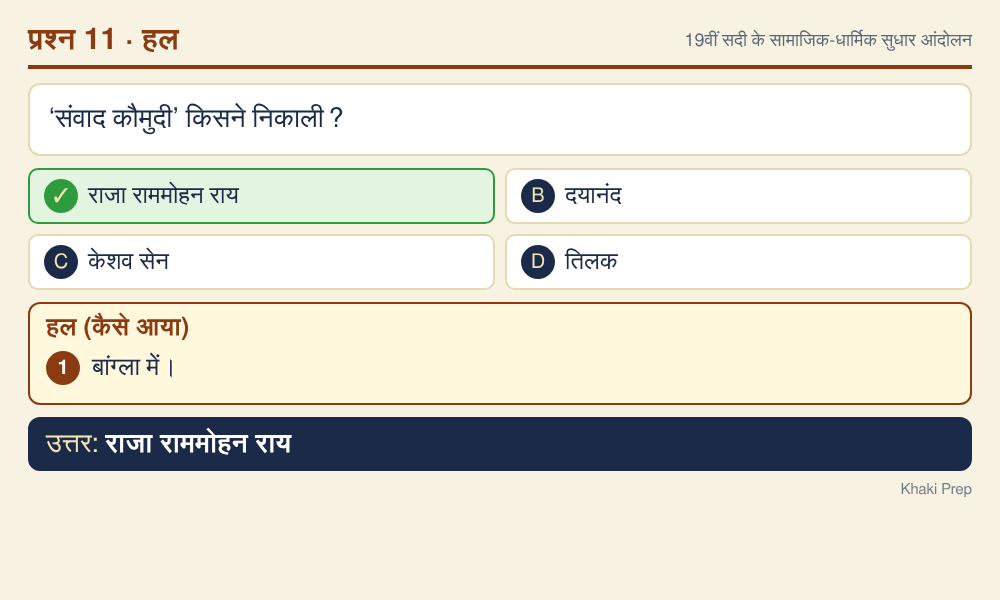 प्रश्न 11 · हल
19वीं सदी के सामाजिक-धार्मिक सुधार आंदोलन
‘संवाद कौमुदी’ किसने निकाली ?
✓ राजा राममोहन राय
B दयानंद
C केशव सेन
D तिलक
हल (कैसे आया)
1 बांग्ला में।
उत्तर: राजा राममोहन राय
Khaki Prep